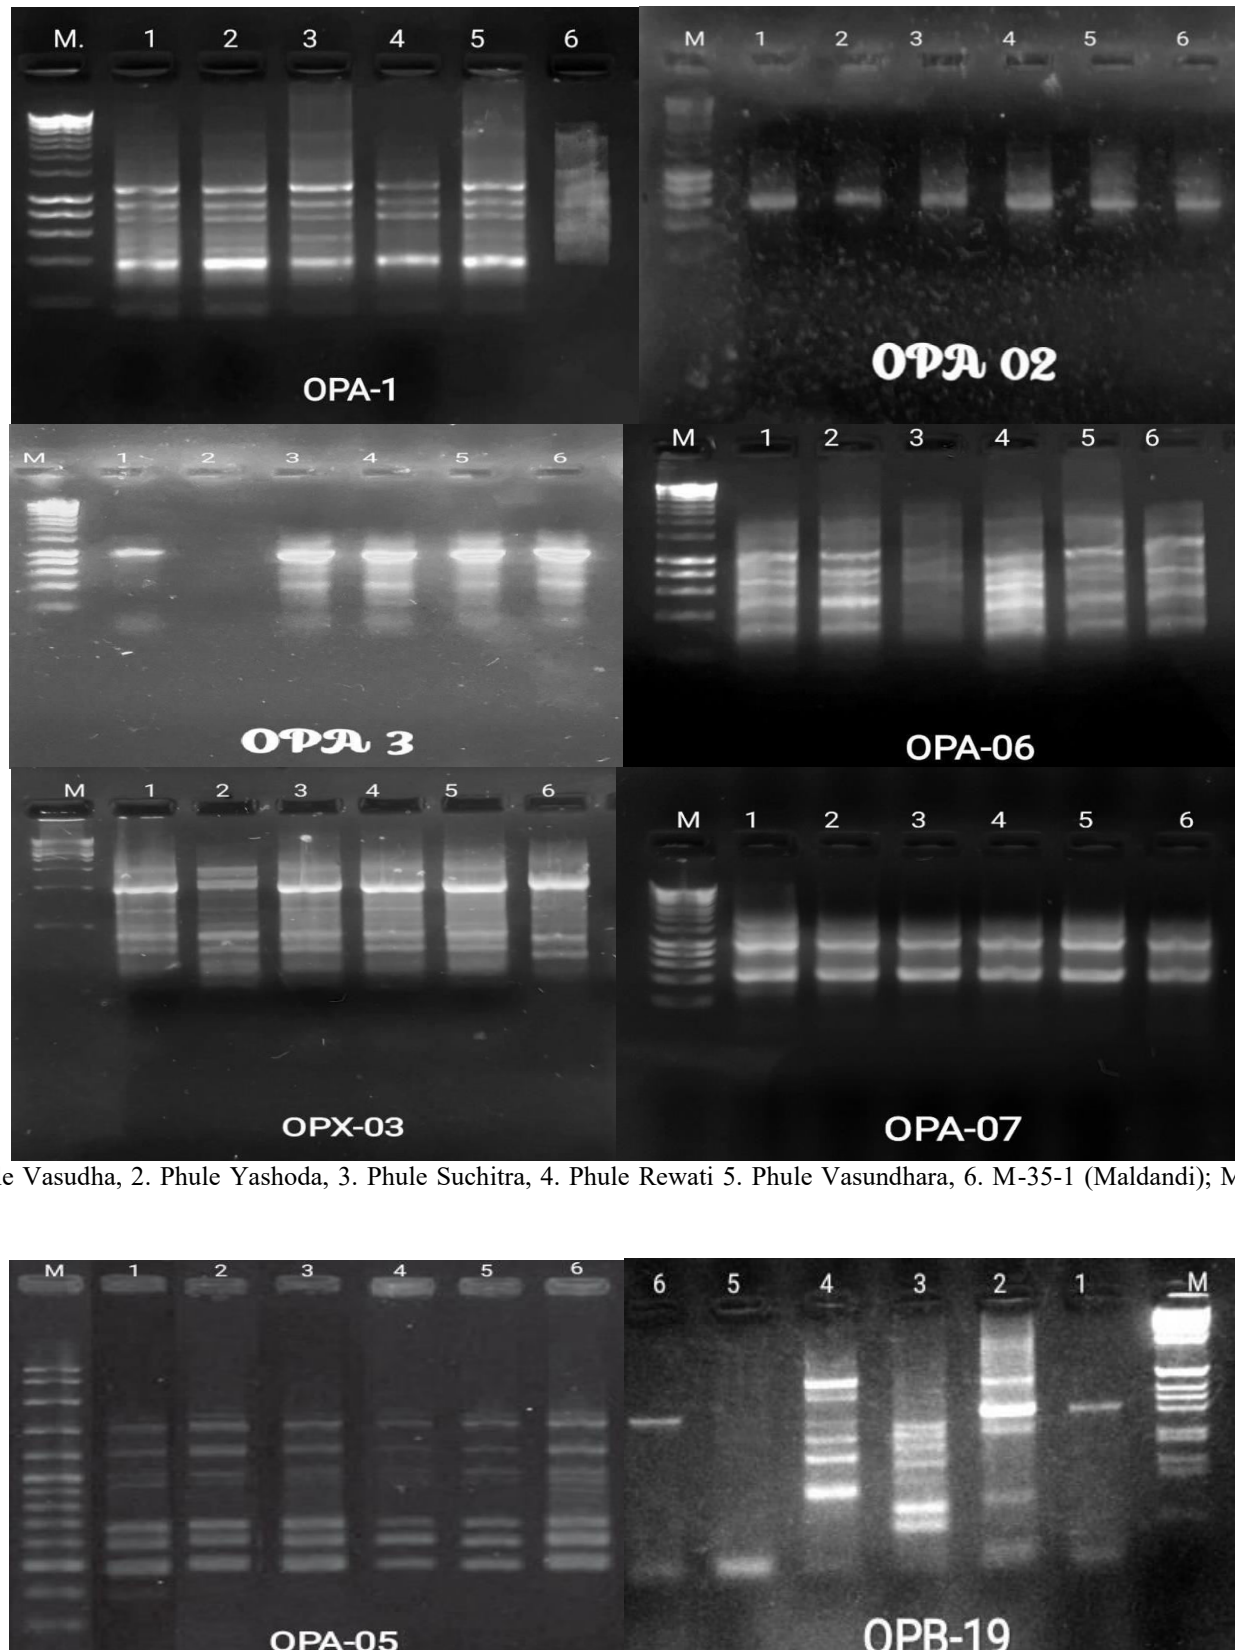 M. 1 2 3 4 5 6
OPA-1
M 1 2 3 4 5 6
OPA 02
M 1 2 3 4 5 6
OPA 3
M 1 2 3 4 5 6
OPA-06
M 1 2 3 4 5 6
OPX-03
M 1 2 3 4 5 6
OPA-07
Vasudha, 2. Phule Yashoda, 3. Phule Suchitra, 4. Phule Rewati 5. Phule Vasundhara, 6. M-35-1 (Maldandi);
M 1 2 3 4 5 6
OPA-05
6 5 4 3 2 1 M
OPB-19